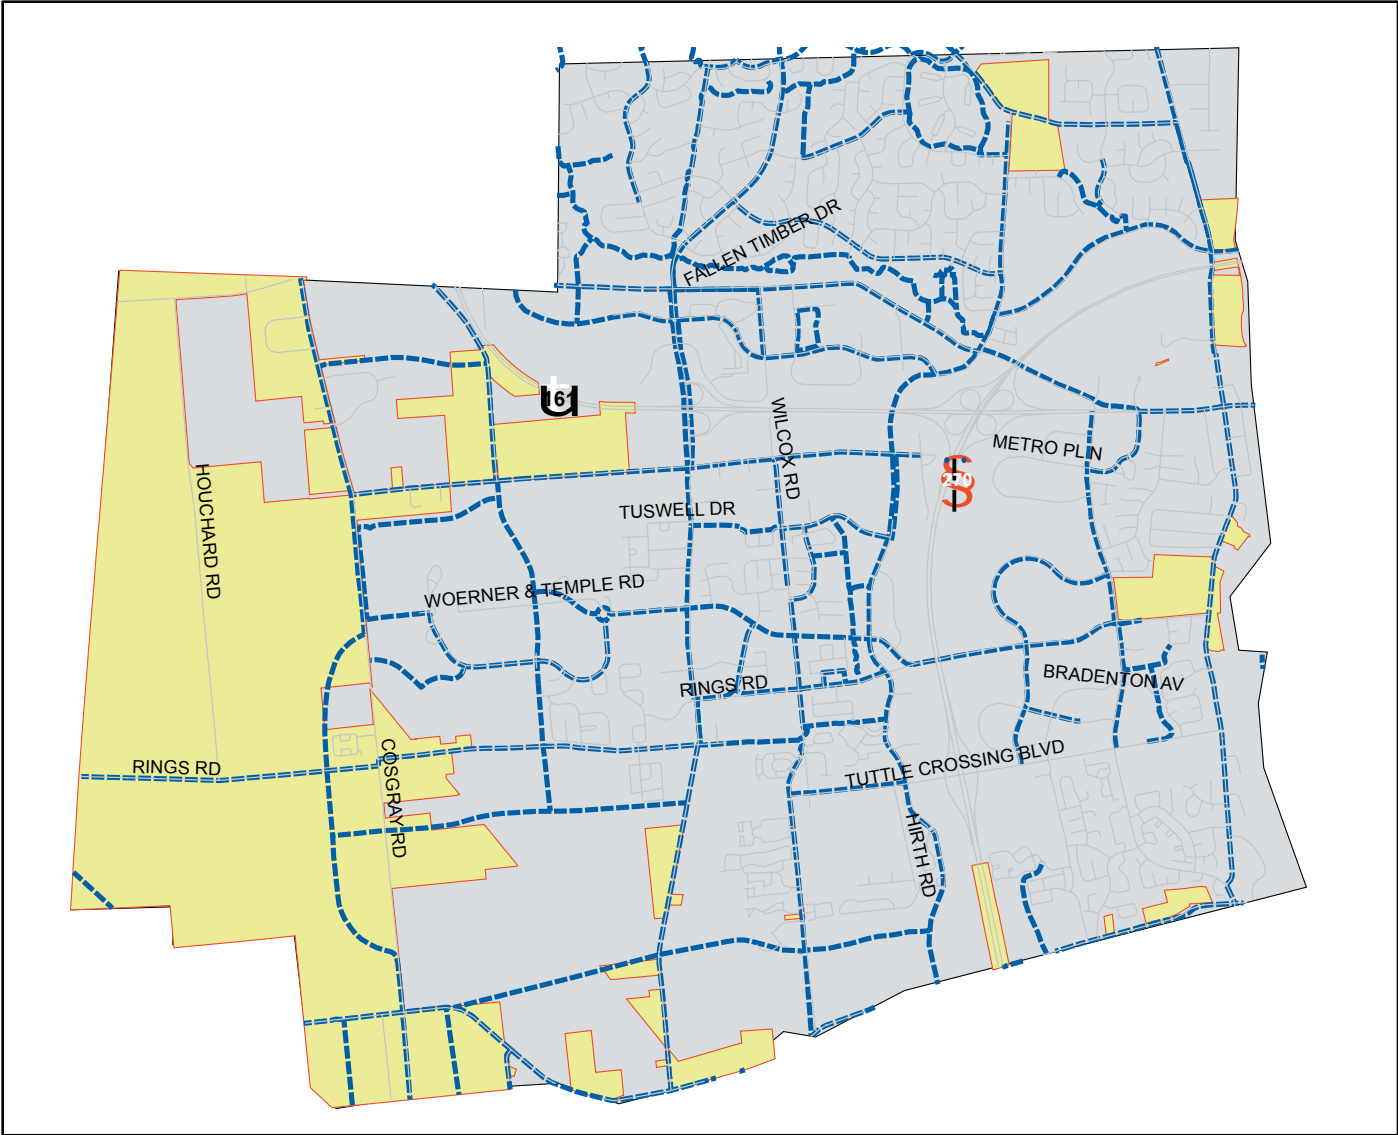 FALLEN TIMBER DR
161
WILCOX RD
METRO PL N
270
HOUCHARD RD
TUSWELL DR
WOERNER & TEMPLE RD
RINGS RD
BRADENTON AV
COSGRAY RD
RINGS RD
TUTTLE CROSSING BLVD
HIRTH RD